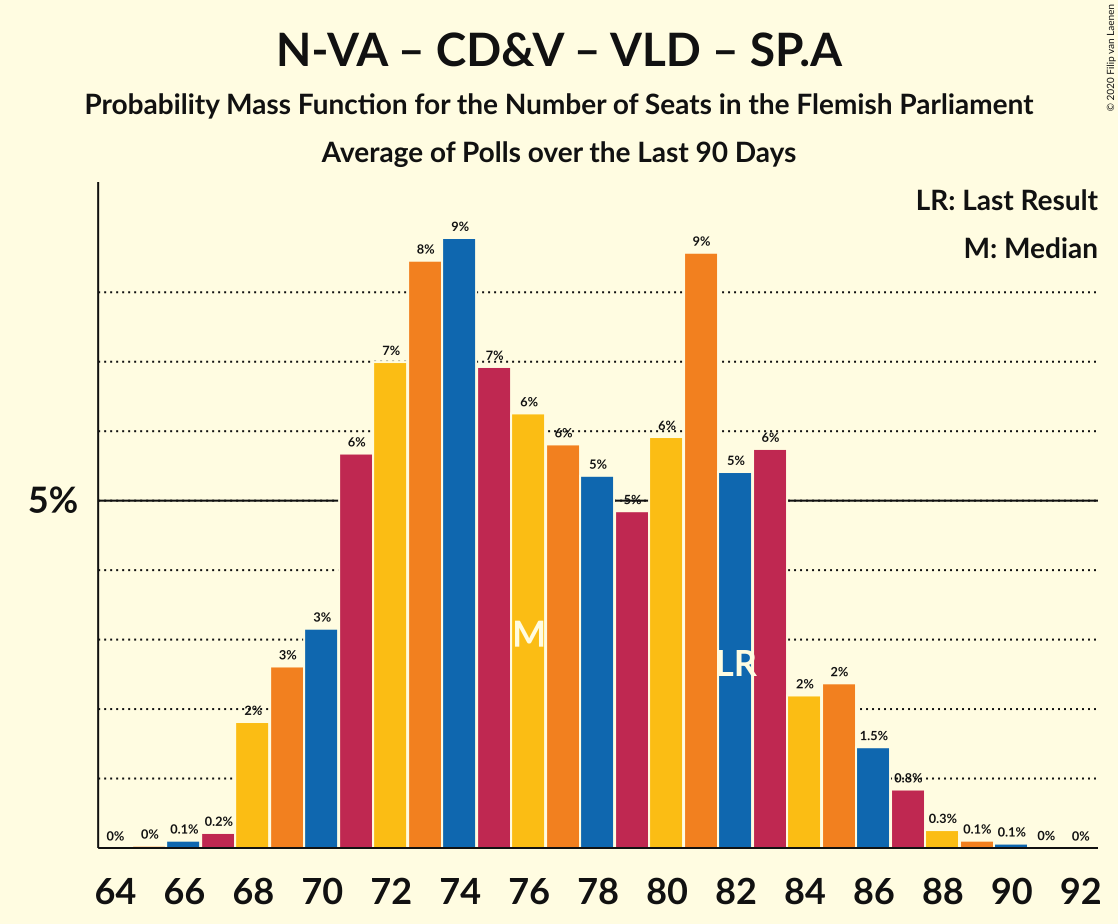 N-VA – CD&V – VLD – SP.A
Probability Mass Function for the Number of Seats in the Flemish Parliament
Average of Polls over the Last 90 Days
© 2020 Filip van Laenen
LR: Last Result
M: Median
5%
0% 0% 0.1% 0.2% 2% 3% 3% 6% 7% 8% 9% 7% 6% 6% 5% 5% 6% 9% 5% 6% 2% 2% 1.5% 0.8% 0.3% 0.1% 0.1% 0% 0%
M
LR
64 66 68 70 72 74 76 78 80 82 84 86 88 90 92